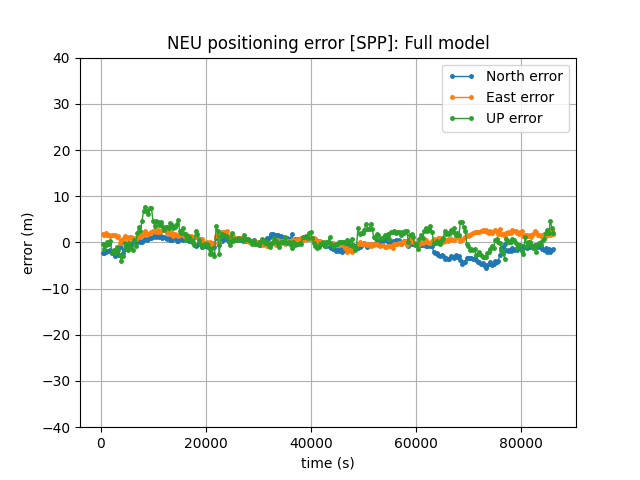 NEU positioning error [SPP]: Full model
40
30
20
10
0
−10
−20
−30
−40
error (m)
North error
East error
UP error
0
20000
40000
60000
80000
time (s)